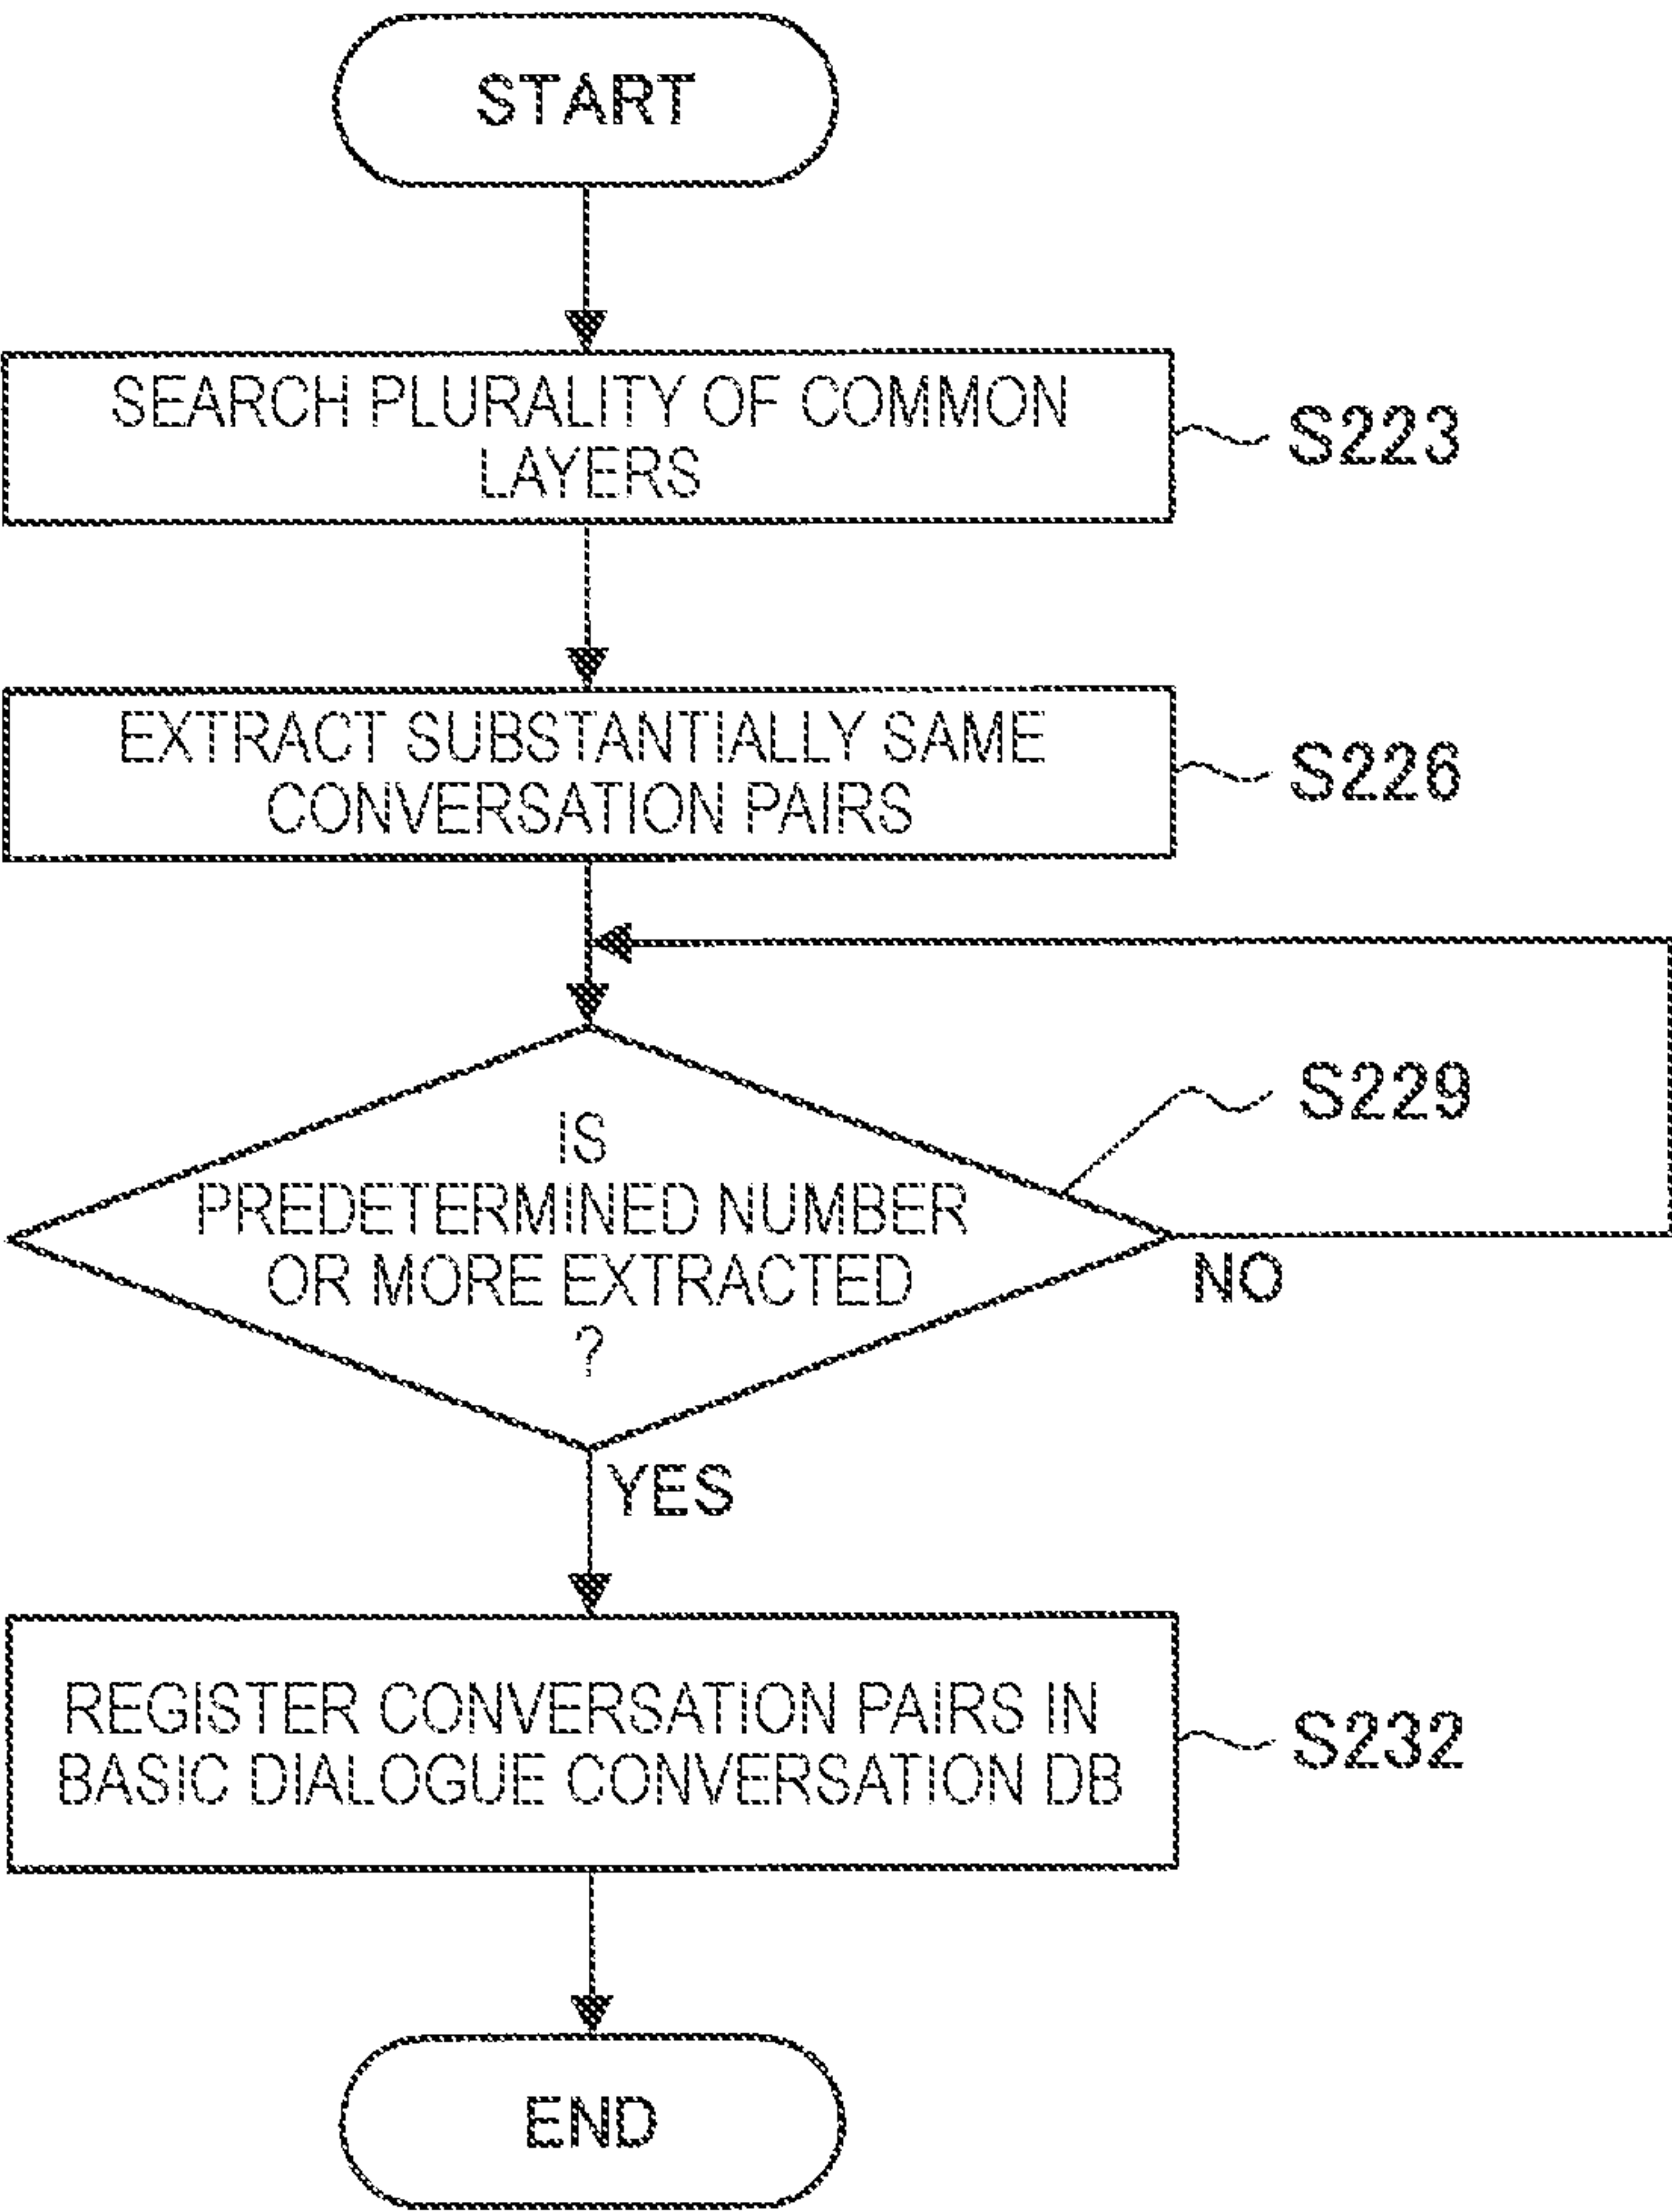 START
SEARCH PLURALITY OF COMMON
LAYERS
S223
EXTRACT SUBSTANTIALLY SAME
CONVERSATION PAIRS
S226
S229
IS
PREDETERMINED NUMBER
OR MORE EXTRACTED
?
NO
YES
REGISTER CONVERSATION PAIRS IN
BASIC DIALOGUE CONVERSATION DB
S232
END